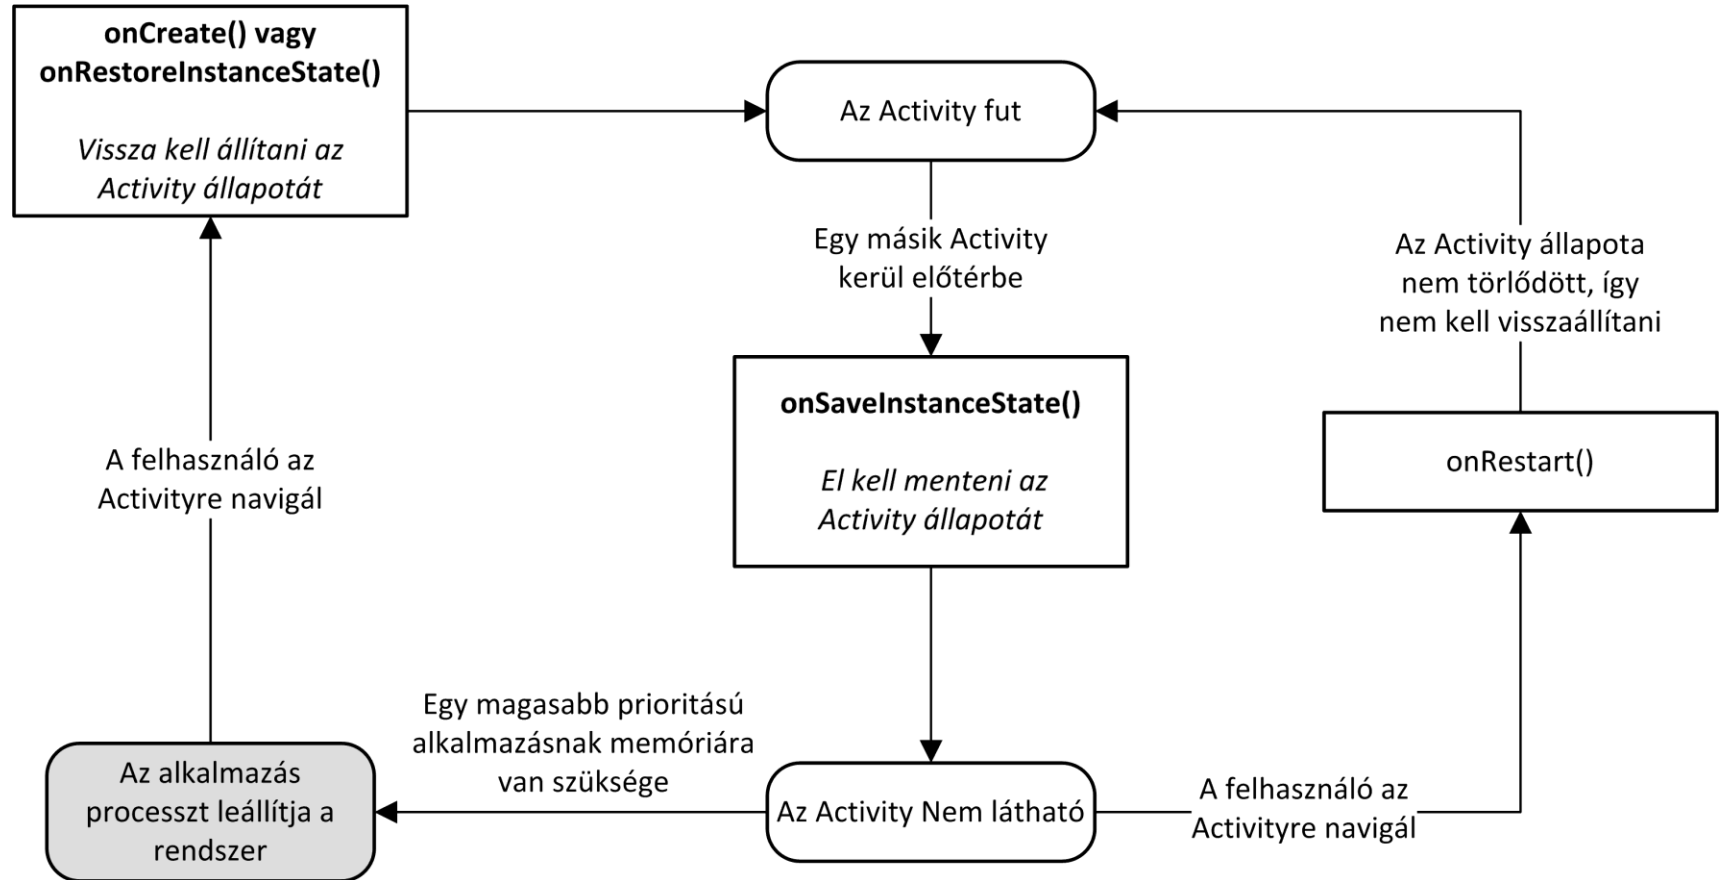 onCreate() vagy
onRestoreInstanceState()
Vissza kell állítani az
Activity állapotát
Az Activity fut
Egy másik Activity
kerül előtérbe
Az Activity állapota
nem törlődött, így
nem kell visszaállítani
onSaveInstanceState()
El kell menteni az
Activity állapotát
onRestart()
A felhasználó az
Activityre navigál
Egy magasabb prioritású
alkalmazásnak memóriára
van szüksége
Az alkalmazás
processzt leállítja a
rendszer
Az Activity Nem látható
A felhasználó az
Activityre navigál